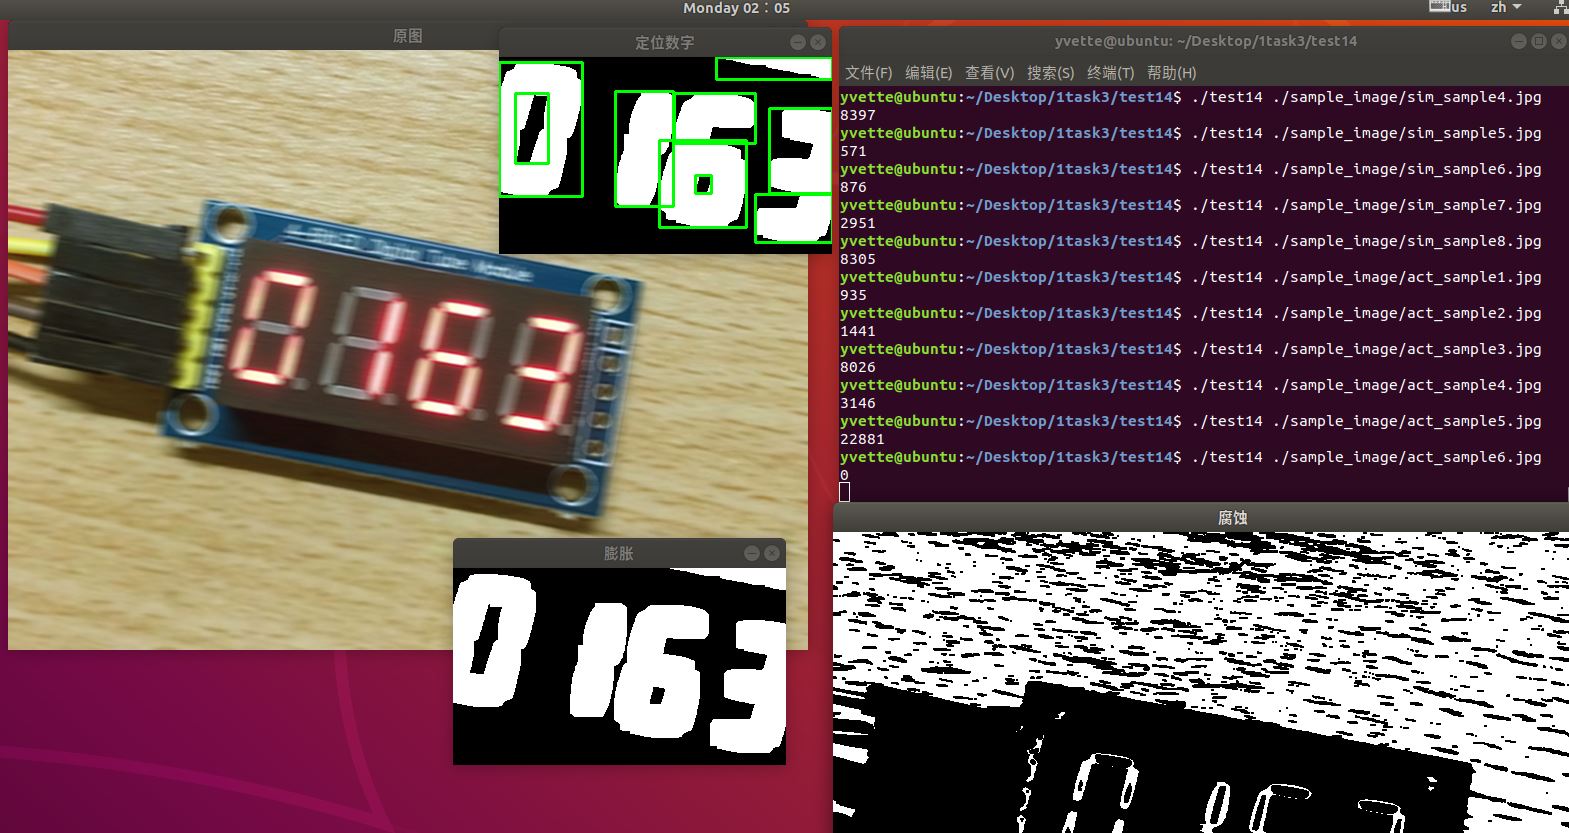 Monday 02：05
us
zh
原图
定位数字
0163
0163
膨胀
0163
yvette@ubuntu: ~/Desktop/1task3/test14
文件(F) 编辑(E) 查看(V) 搜索(S) 终端(T) 帮助(H)
yvette@ubuntu:~/Desktop/1task3/test14$ ./test14 ./sample_image/sim_sample4.jpg
8397
yvette@ubuntu:~/Desktop/1task3/test14$ ./test14 ./sample_image/sim_sample5.jpg
571
yvette@ubuntu:~/Desktop/1task3/test14$ ./test14 ./sample_image/sim_sample6.jpg
876
yvette@ubuntu:~/Desktop/1task3/test14$ ./test14 ./sample_image/sim_sample7.jpg
2951
yvette@ubuntu:~/Desktop/1task3/test14$ ./test14 ./sample_image/sim_sample8.jpg
8305
yvette@ubuntu:~/Desktop/1task3/test14$ ./test14 ./sample_image/act_sample1.jpg
935
yvette@ubuntu:~/Desktop/1task3/test14$ ./test14 ./sample_image/act_sample2.jpg
1441
yvette@ubuntu:~/Desktop/1task3/test14$ ./test14 ./sample_image/act_sample3.jpg
8026
yvette@ubuntu:~/Desktop/1task3/test14$ ./test14 ./sample_image/act_sample4.jpg
3146
yvette@ubuntu:~/Desktop/1task3/test14$ ./test14 ./sample_image/act_sample5.jpg
22881
yvette@ubuntu:~/Desktop/1task3/test14$ ./test14 ./sample_image/act_sample6.jpg
0
腐蚀